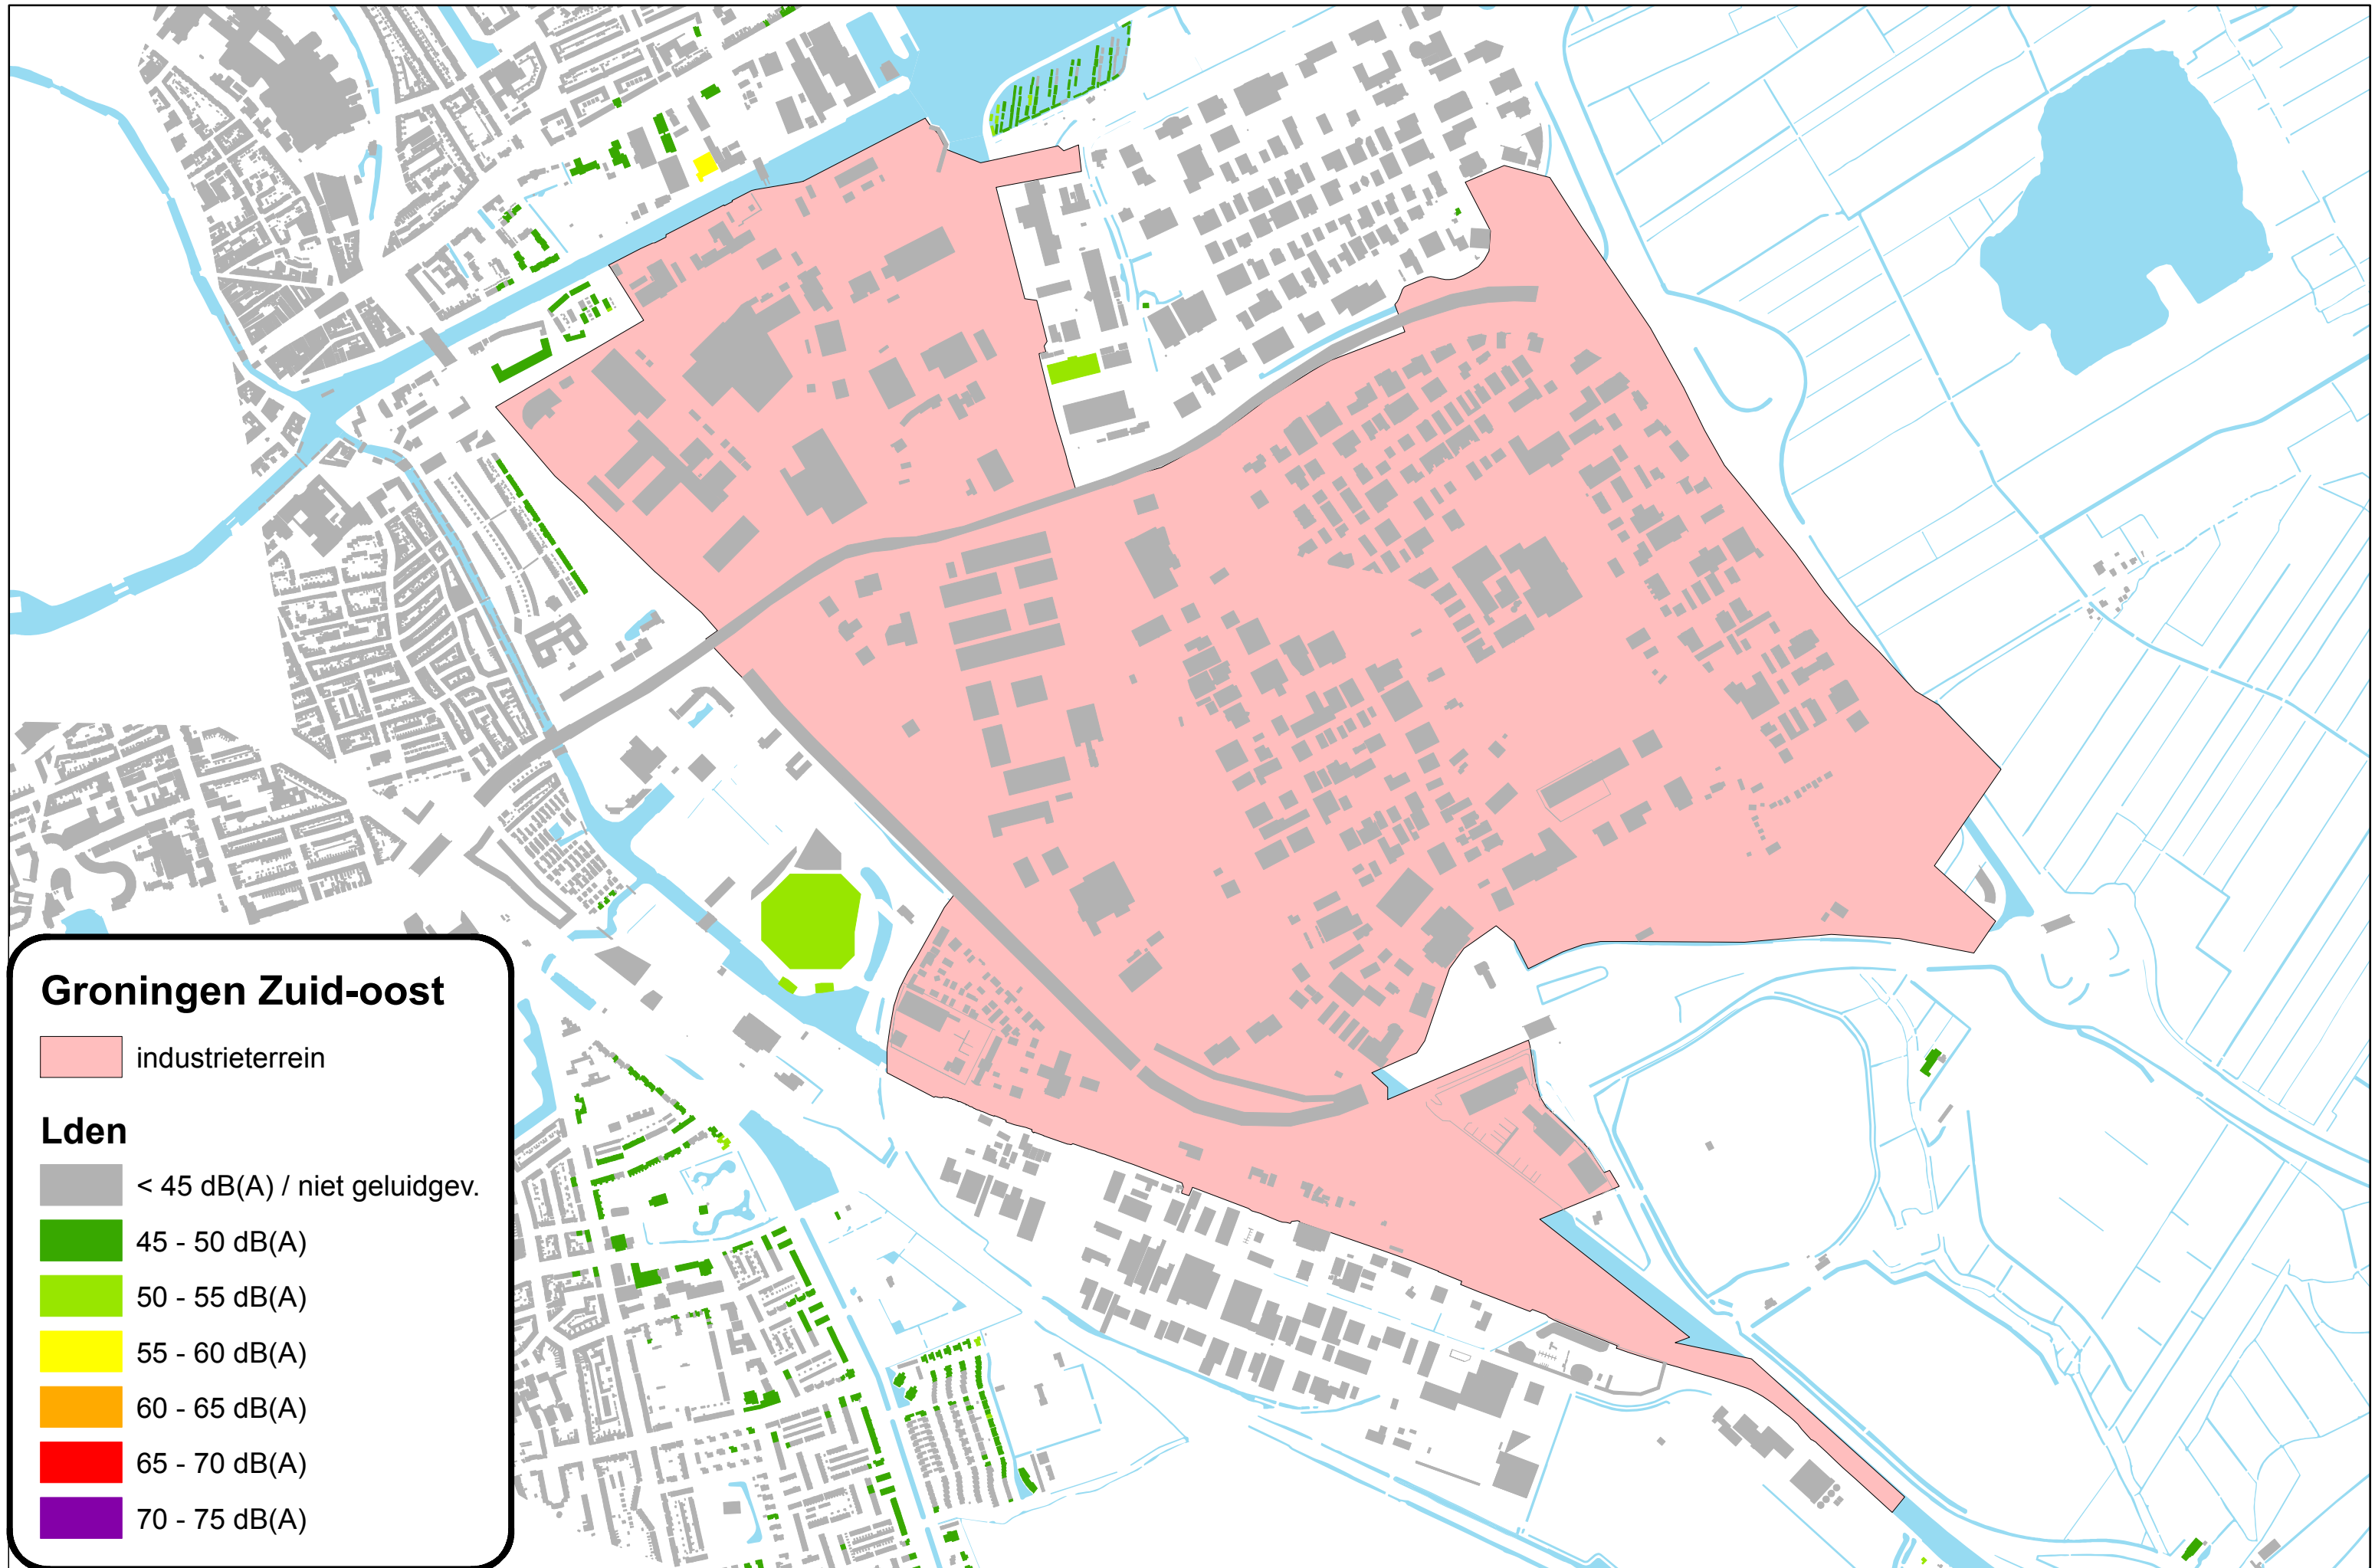 Groningen Zuid-oost
industrieterrein
Lden
< 45 dB(A) / niet geluidgev.
45 - 50 dB(A)
50 - 55 dB(A)
55 - 60 dB(A)
60 - 65 dB(A)
65 - 70 dB(A)
70 - 75 dB(A)